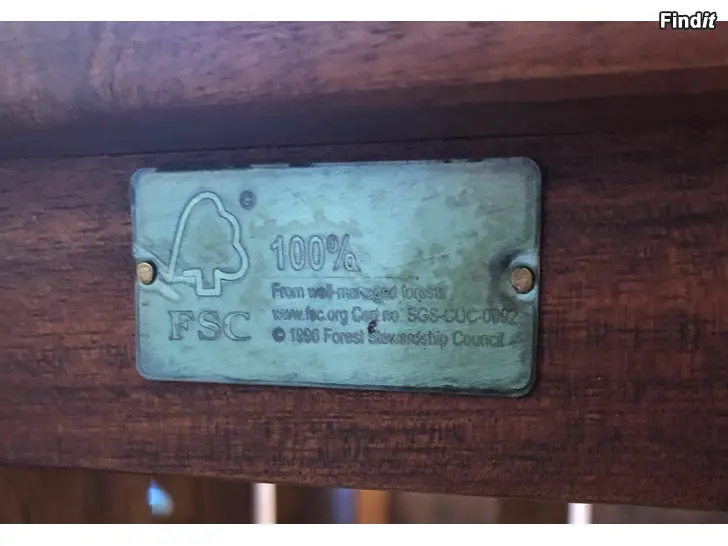 Findit
100%
From well-managed forests
www.fsc.org Cert no. SGS-COC-0092
FSC
© 1996 Forest Stewardship Council